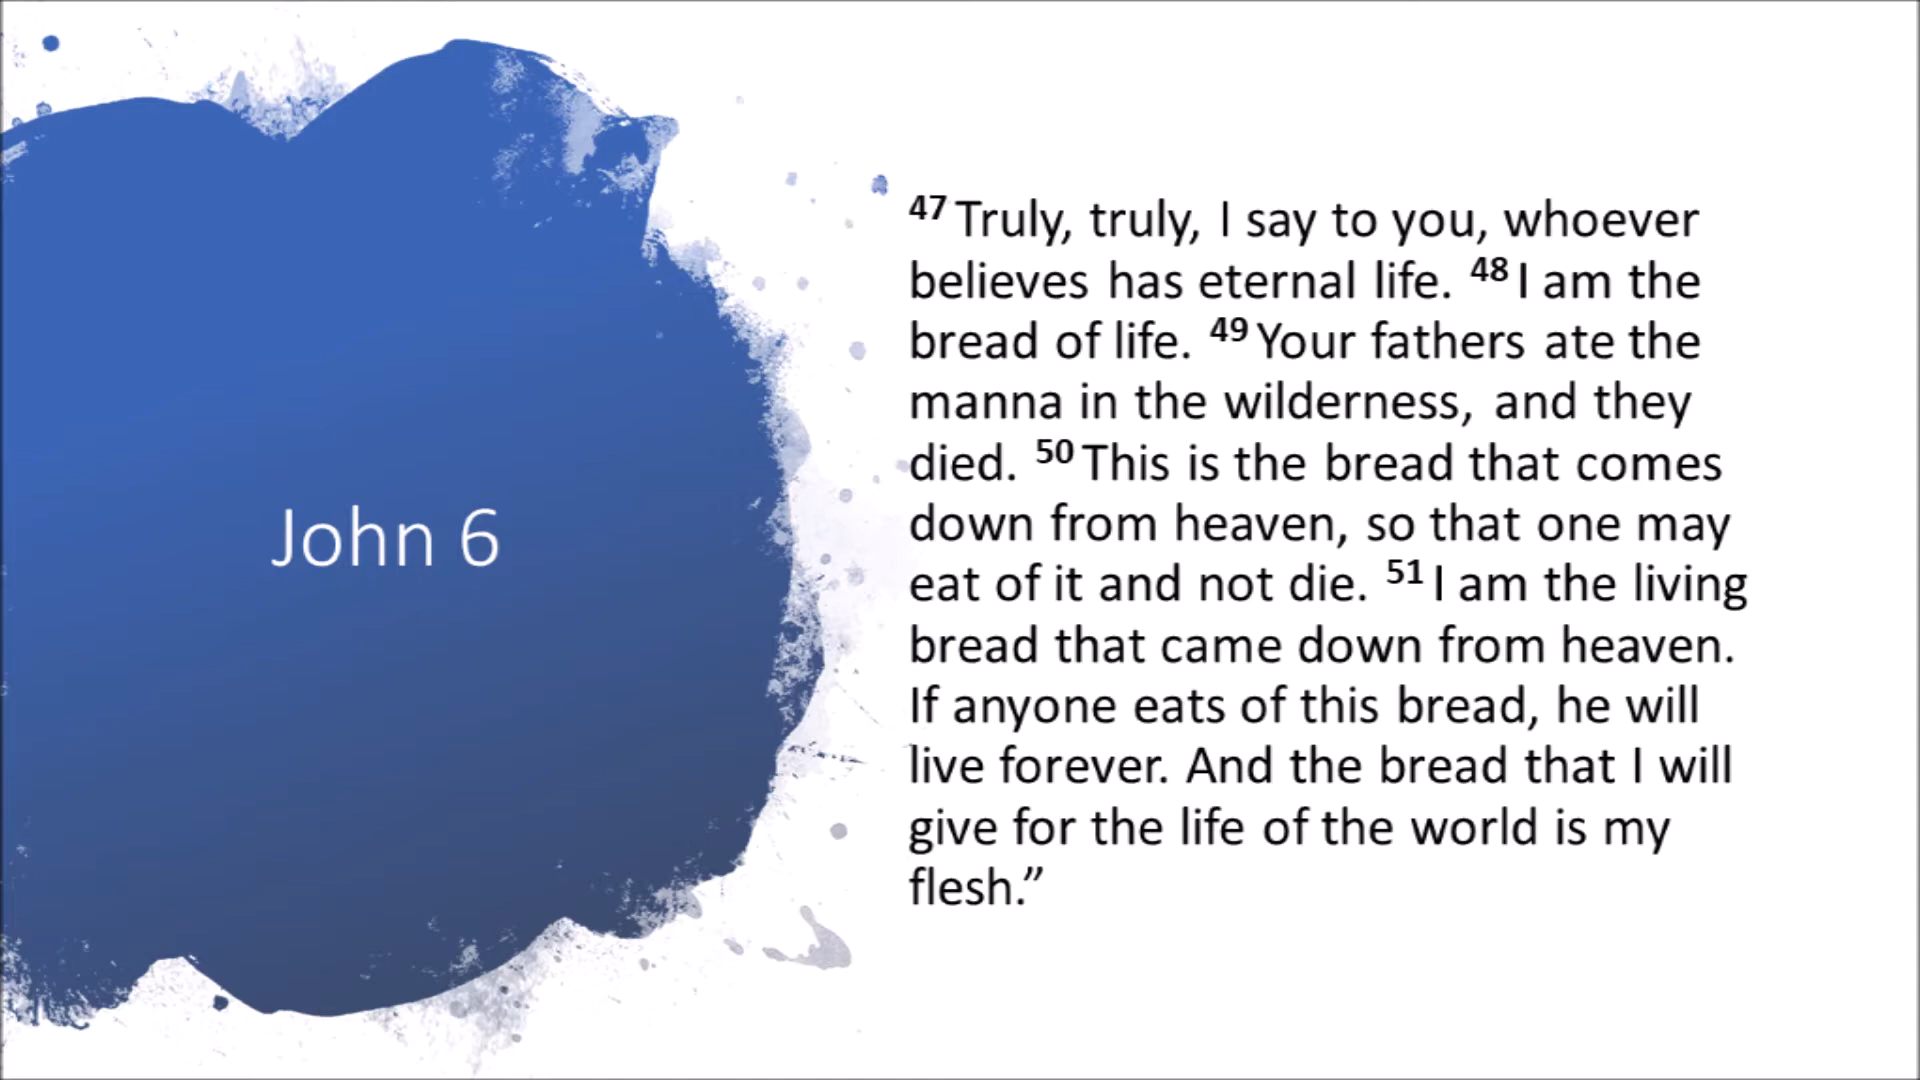 John 6
47 Truly, truly, I say to you, whoever
believes has eternal life. 48 I am the
bread of life. 49 Your fathers ate the
manna in the wilderness, and they
died. 50 This is the bread that comes
down from heaven, so that one may
eat of it and not die. 51 I am the living
bread that came down from heaven.
If anyone eats of this bread, he will
live forever. And the bread that I will
give for the life of the world is my
flesh.”